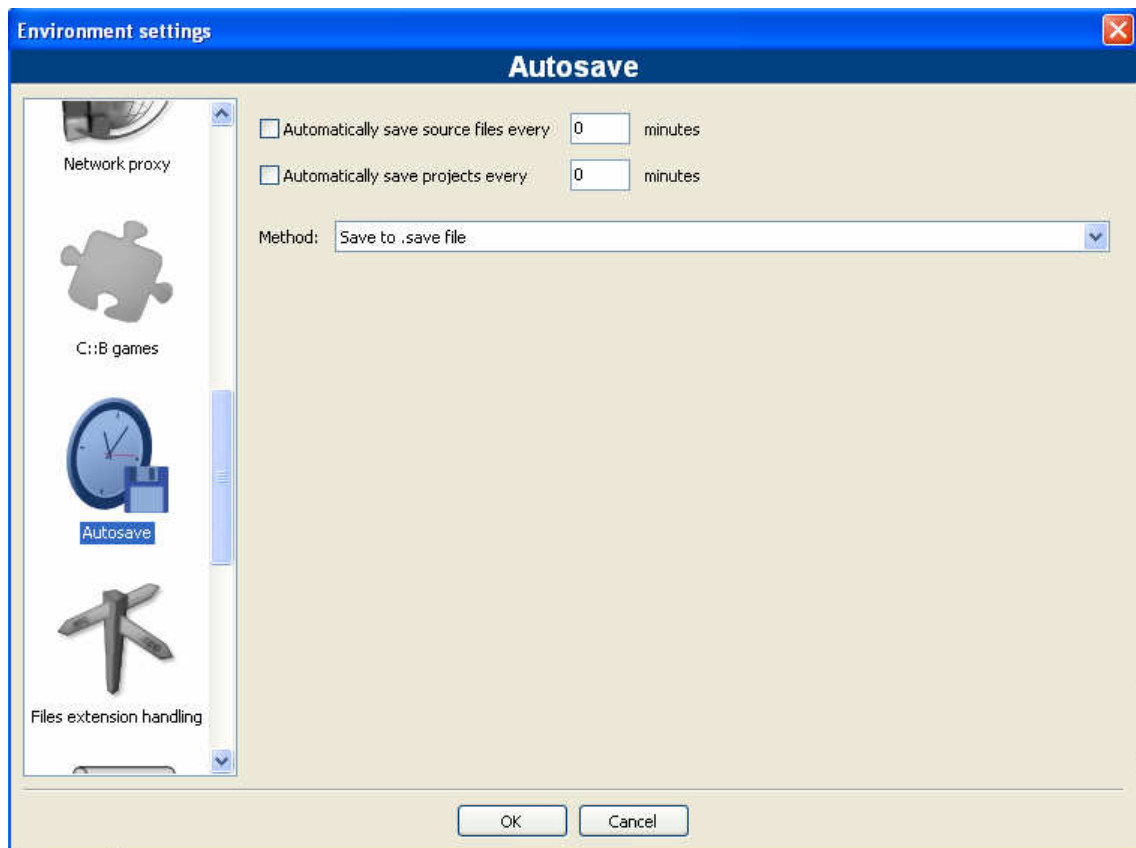 Environment settings
Autosave
Network proxy
C::B games
Autosave
Files extension handling
Automatically save source files every 0 minutes
Automatically save projects every 0 minutes
Method: Save to .save file
OK Cancel